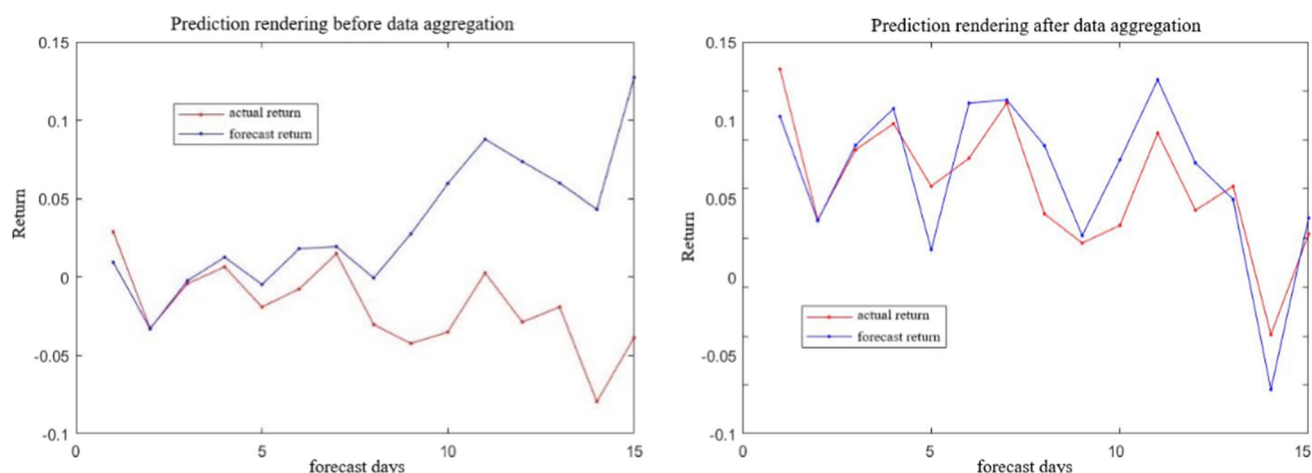 Prediction rendering before data aggregation
0.15
0.1
0.05
0
-0.05
-0.1
Return
actual return
forecast return
0
5
10
15
forecast days
Prediction rendering after data aggregation
0.15
0.1
0.05
0
-0.05
-0.1
Return
actual return
forecast return
0
5
10
15
forecast days